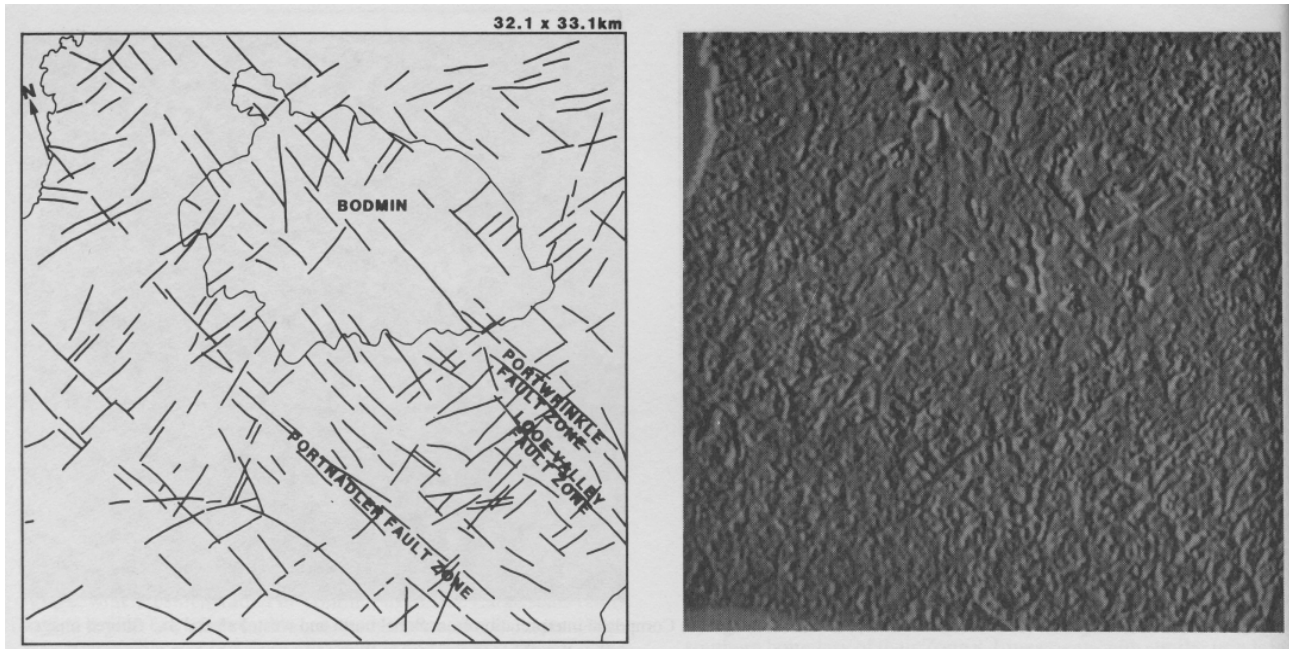 32.1 x 33.1km
N
BODMIN
PORTWRINKLE
FAULT ZONE
LOOE VALLEY
FAULT ZONE
PORTNADLER FAULT ZONE